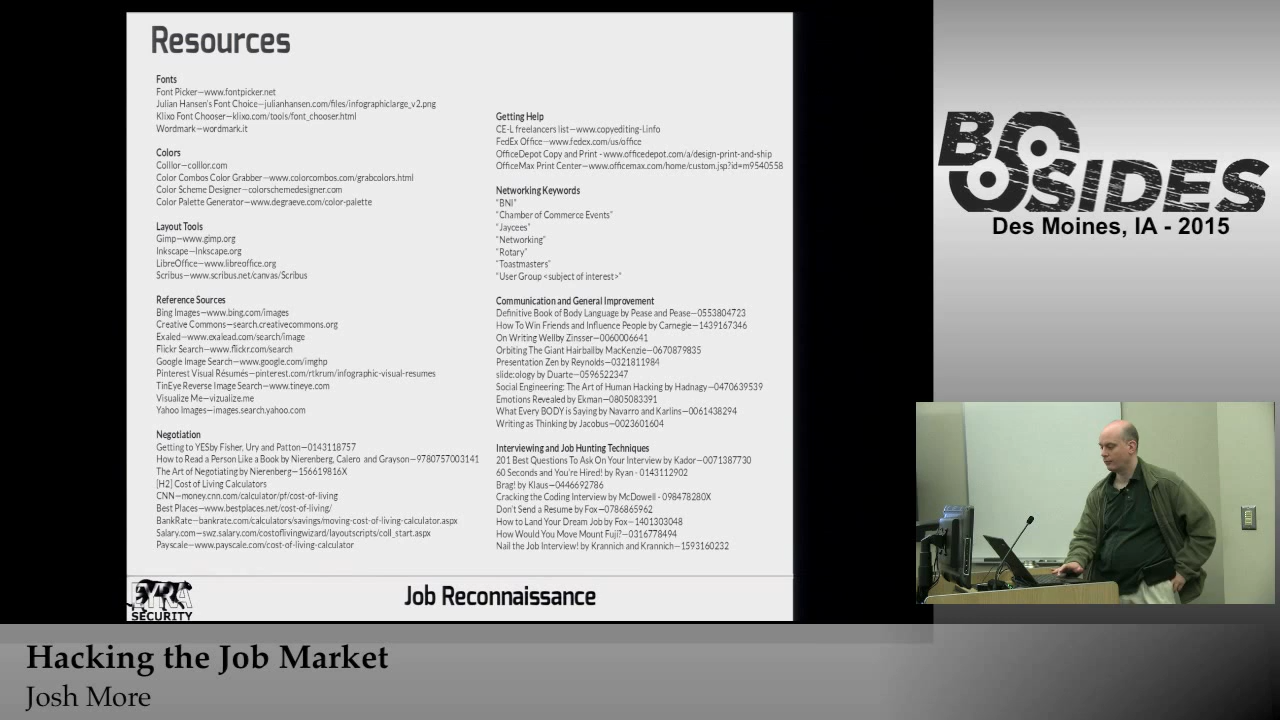 Resources
Fonts
Font Picker—www.fontpicker.net
Julian Hansen's Font Choice—julianhansen.com/files/infographiclarge_v2.png
Klixo Font Chooser—klixo.com/tools/font_chooser.html
Wordmark—wordmark.it
Colors
Colllor—colllor.com
Color Combos Color Grabber—www.colorcombos.com/grabcolors.html
Color Scheme Designer—colorschemedesigner.com
Color Palette Generator—www.degraeve.com/color-palette
Layout Tools
Gimp—www.gimp.org
Inkscape—Inkscape.org
LibreOffice—www.libreoffice.org
Scribus—www.scribus.net/canvas/Scribus
Reference Sources
Bing Images—www.bing.com/images
Creative Commons—search.creativecommons.org
Exaled—www.exalead.com/search/image
Flickr Search—www.flickr.com/search
Google Image Search—www.google.com/imghp
Pinterest Visual Résumés—pinterest.com/rtkrum/infographic-visual-resumes
TinEye Reverse Image Search—www.tineye.com
Visualize Me—vizualize.me
Yahoo Images—images.search.yahoo.com
Negotiation
Getting to YESby Fisher, Ury and Patton—0143118757
How to Read a Person Like a Book by Nierenberg, Calero and Grayson—9780757003141
The Art of Negotiating by Nierenberg—156619816X
[H2] Cost of Living Calculators
CNN—money.cnn.com/calculator/pf/cost-of-living
Best Places—www.bestplaces.net/cost-of-living/
BankRate—bankrate.com/calculators/savings/moving-cost-of-living-calculator.aspx
Salary.com—swz.salary.com/costoflivingwizard/layoutscripts/coll_start.aspx
Payscale—www.payscale.com/cost-of-living-calculator
Getting Help
CE-L freelancers list—www.copyediting-l.info
FedEx Office—www.fedex.com/us/office
OfficeDepot Copy and Print - www.officedepot.com/a/design-print-and-ship
OfficeMax Print Center—www.officemax.com/home/custom.jsp?id=m9540558
Networking Keywords
"BNI"
"Chamber of Commerce Events"
"Jaycees"
"Networking"
"Rotary"
"Toastmasters"
"User Group <subject of interest>"
Communication and General Improvement
Definitive Book of Body Language by Pease and Pease—0553804723
How To Win Friends and Influence People by Carnegie—1439167346
On Writing Wellby Zinsser—0060006641
Orbiting The Giant Hairballby MacKenzie—0670879835
Presentation Zen by Reynolds—0321811984
slide:ology by Duarte—0596522347
Social Engineering: The Art of Human Hacking by Hadnagy—0470639539
Emotions Revealed by Ekman—0805083391
What Every BODY is Saying by Navarro and Karlins—0061438294
Writing as Thinking by Jacobus—0023601604
Interviewing and Job Hunting Techniques
201 Best Questions To Ask On Your Interview by Kador—0071387730
60 Seconds and You're Hired! by Ryan - 0143112902
Brag! by Klaus—0446692786
Cracking the Coding Interview by McDowell - 098478280X
Don't Send a Resume by Fox—0786865962
How to Land Your Dream Job by Fox—1401303048
How Would You Move Mount Fuji?—0316778494
Nail the Job Interview! by Krannich and Krannich—1593160232
EYRA
SECURITY
Job Reconnaissance
BSIDES
Des Moines, IA - 2015
Hacking the Job Market
Josh More